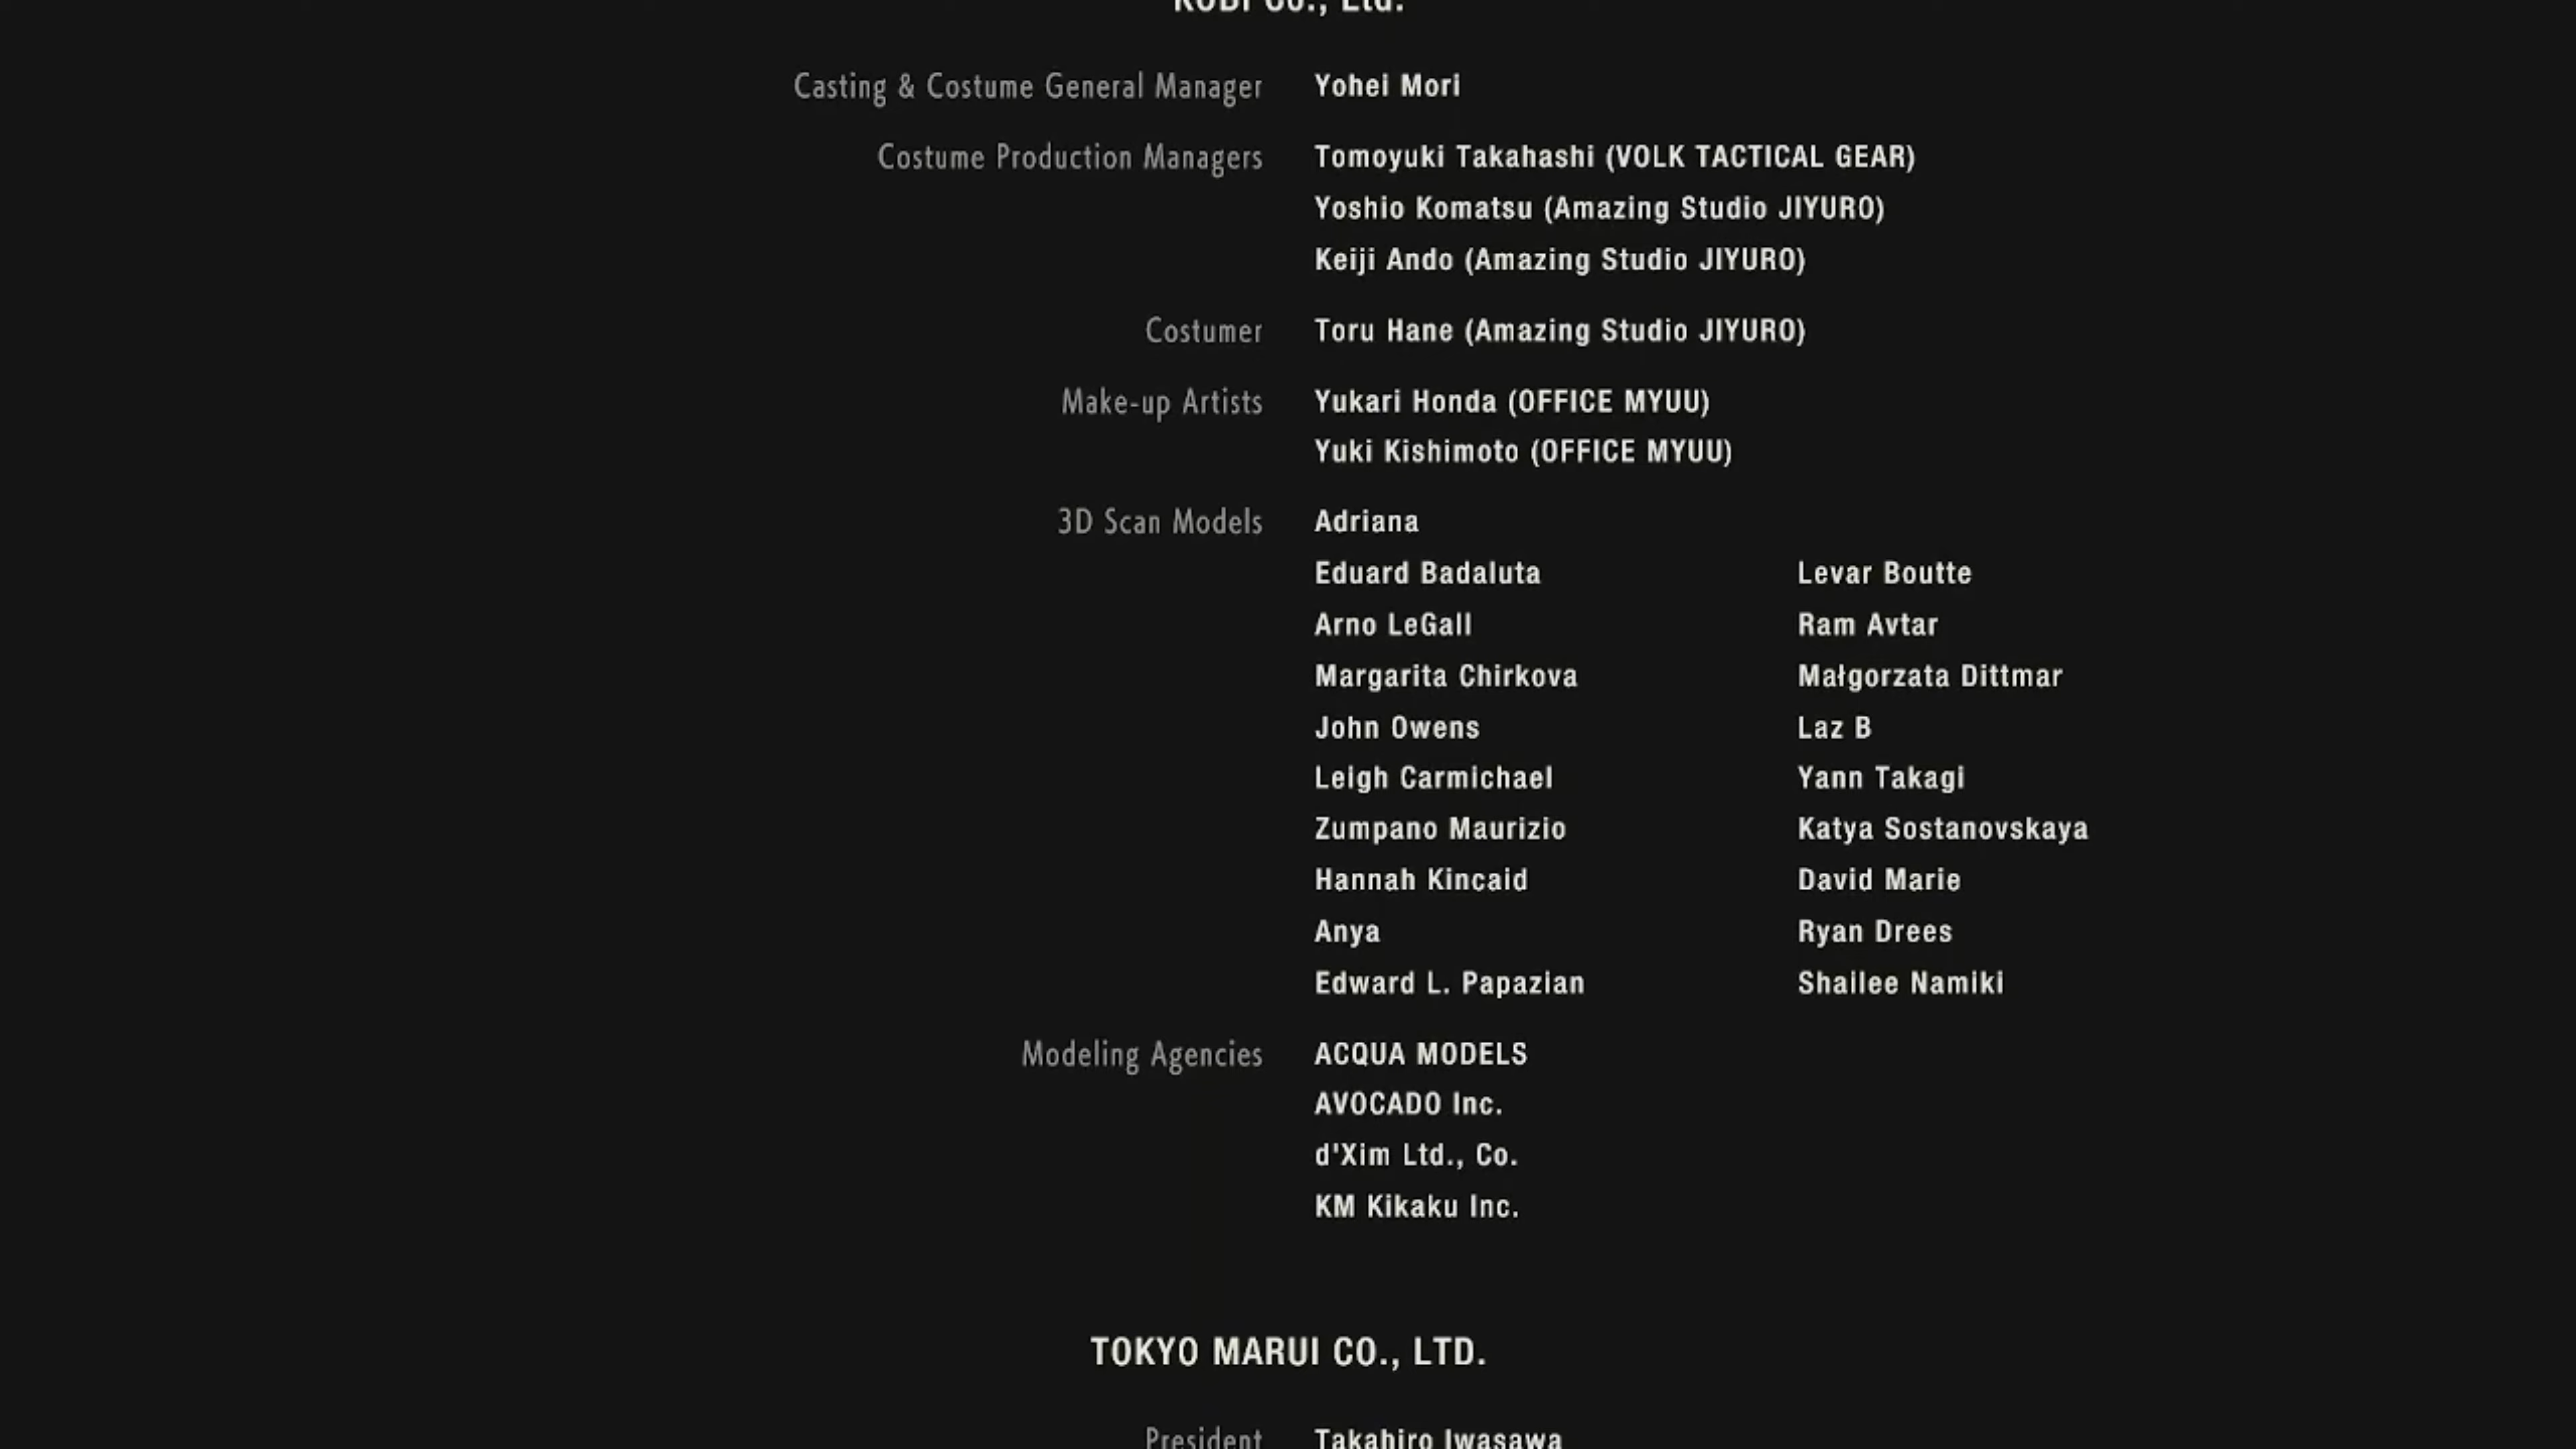 Co., Ltd.
Casting & Costume General Manager Yohei Mori
Costume Production Managers Tomoyuki Takahashi (VOLK TACTICAL GEAR)
Yoshio Komatsu (Amazing Studio JIYURO)
Keiji Ando (Amazing Studio JIYURO)
Costumer Toru Hane (Amazing Studio JIYURO)
Make-up Artists Yukari Honda (OFFICE MYUU)
Yuki Kishimoto (OFFICE MYUU)
3D Scan Models Adriana
Eduard Badaluta Levar Boutte
Arno LeGall Ram Avtar
Margarita Chirkova Małgorzata Dittmar
John Owens Laz B
Leigh Carmichael Yann Takagi
Zumpano Maurizio Katya Sostanovskaya
Hannah Kincaid David Marie
Anya Ryan Drees
Edward L. Papazian Shailee Namiki
Modeling Agencies ACQUA MODELS
AVOCADO Inc.
d'Xim Ltd., Co.
KM Kikaku Inc.
TOKYO MARUI CO., LTD.
President Takahiro Iwasawa